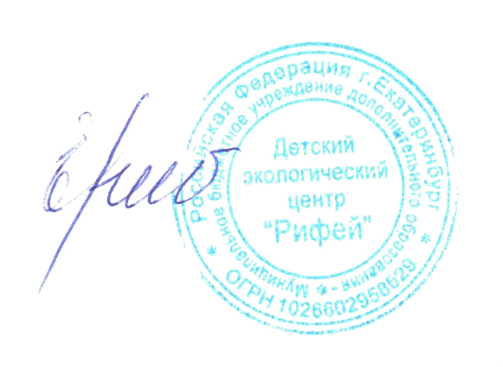 Российская Федерация г.Екатеринбург
Муниципальное бюджетное учреждение дополнительного образования -
Детский
экологический
центр
"Рифей"
ОГРН 1026602958029